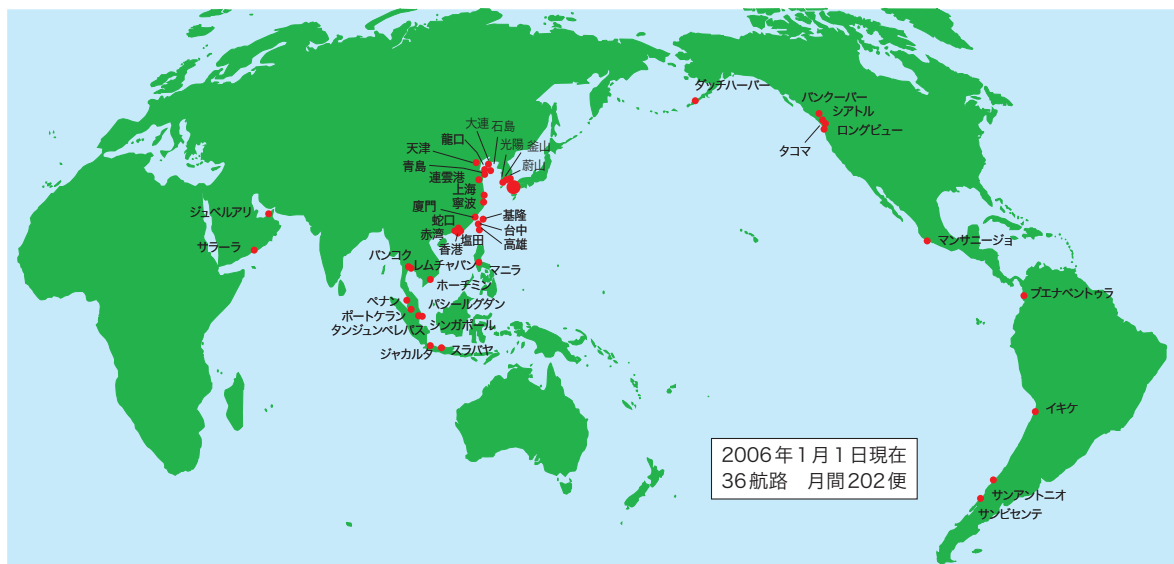 ダッチハーバー
バンクーバー
シアトル
ロングビュー
タコマ
大連
石島
龍口
光陽
釜山
天津
蔚山
青島
連雲港
上海
寧波
ジュベルアリ
厦門
基隆
蛇口
台中
赤湾
塩田
高雄
香港
サラーラ
マンサニージョ
バンコク
レムチャバン
マニラ
ホーチミン
ブエナベントゥラ
ペナン
パシールグダン
ポートケラン
シンガポール
タンジュンペレパス
ジャカルタ
スラバヤ
イキケ
2006年1月1日現在
36航路　月間202便
サンアントニオ
サンビセンテ